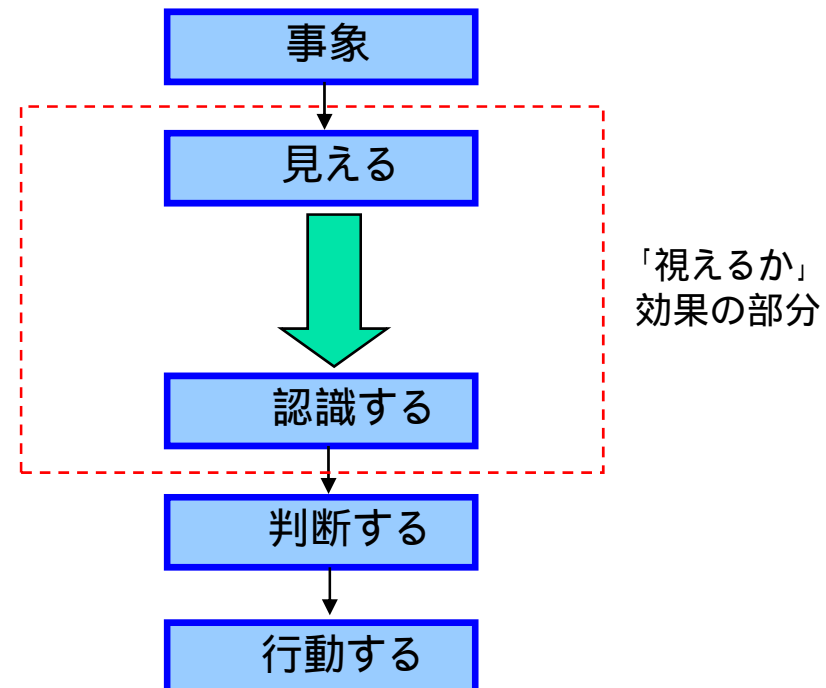 事象
見える
「視えるか」
効果の部分
認識する
判断する
行動する